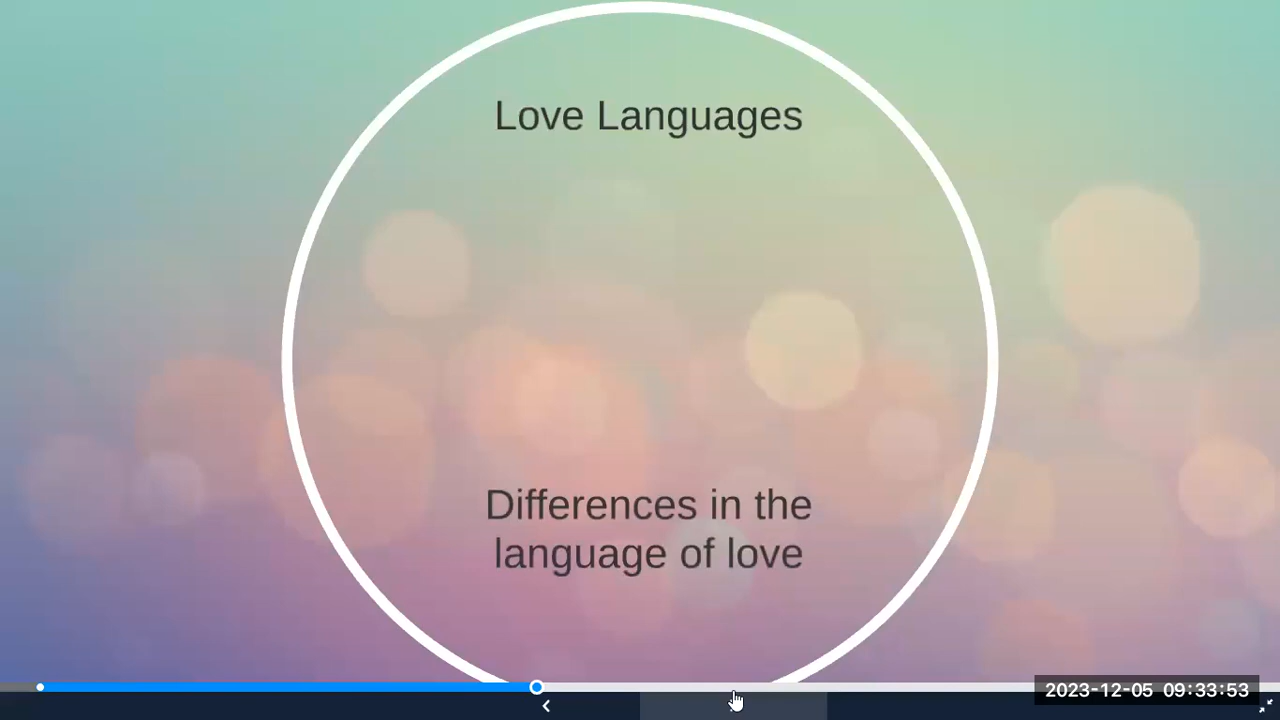 Love Languages
Differences in the
language of love
2023-12-05 09:33:53